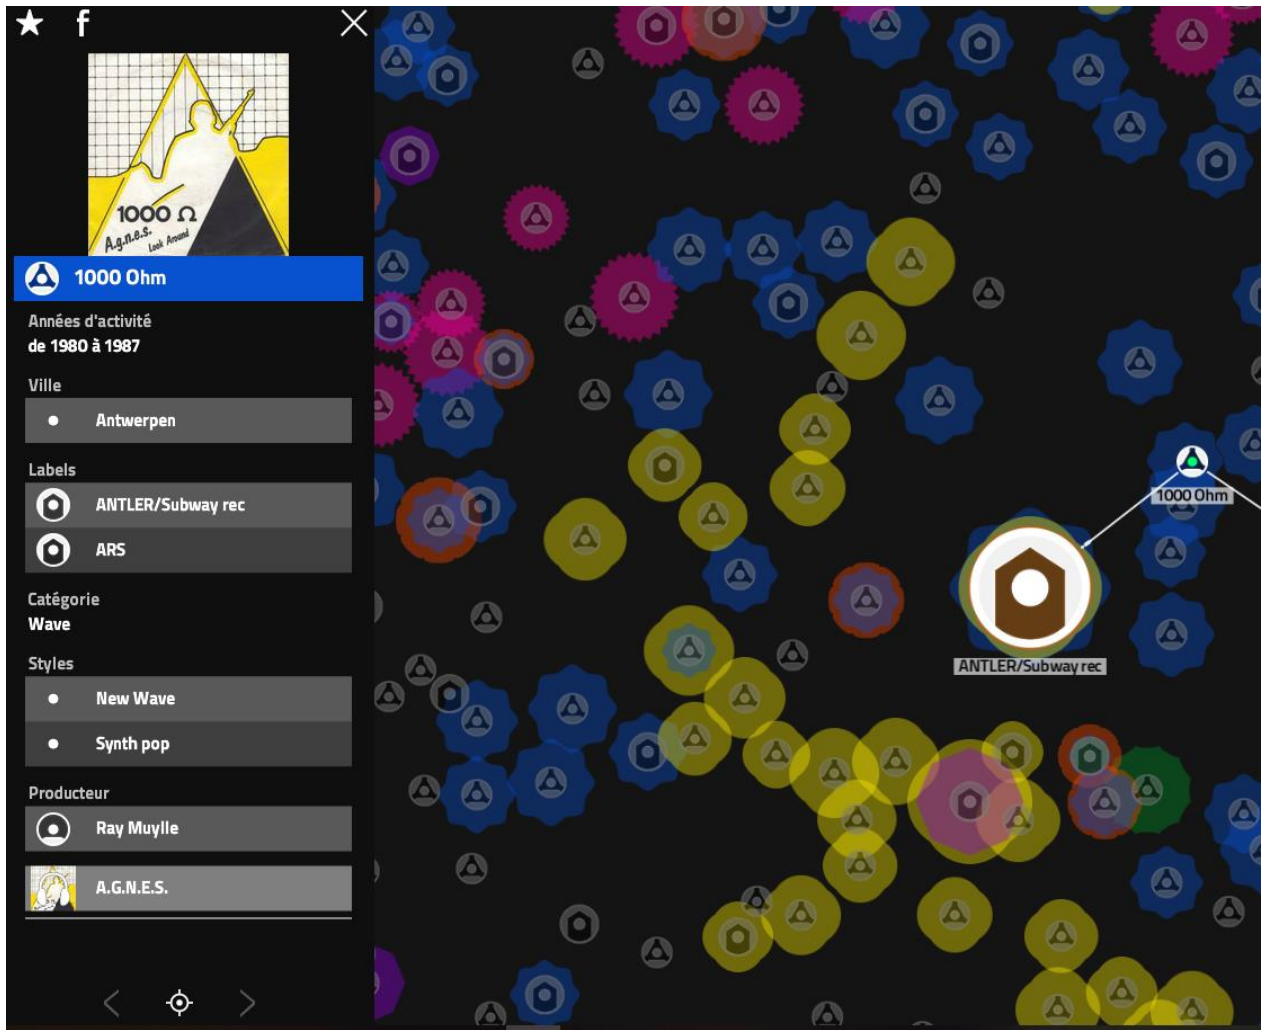 f
1000 Ω
A.g.n.e.s.
Look Around
1000 Ohm
Années d'activité
de 1980 à 1987
Ville
Antwerpen
Labels
ANTLER/Subway rec
ARS
Catégorie
Wave
Styles
New Wave
Synth pop
Producteur
Ray Muylle
A.G.N.E.S.
1000 Ohm
ANTLER/Subway rec